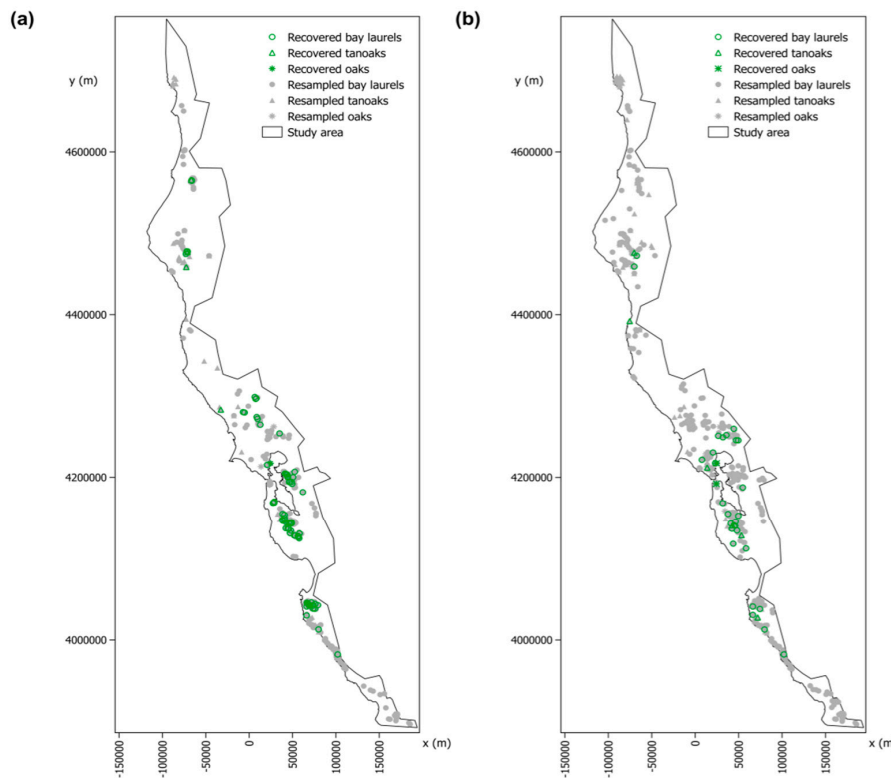 (a)
Recovered bay laurels
y (m)
Recovered tanoaks
Recovered oaks
Resampled bay laurels
Resampled tanoaks
Resampled oaks
Study area
4600000
4400000
4200000
4000000
x (m)
-150000
-100000
-50000
0
50000
100000
150000
(b)
Recovered bay laurels
y (m)
Recovered tanoaks
Recovered oaks
Resampled bay laurels
Resampled tanoaks
Resampled oaks
Study area
4600000
4400000
4200000
4000000
x (m)
-150000
-100000
-50000
0
50000
100000
150000